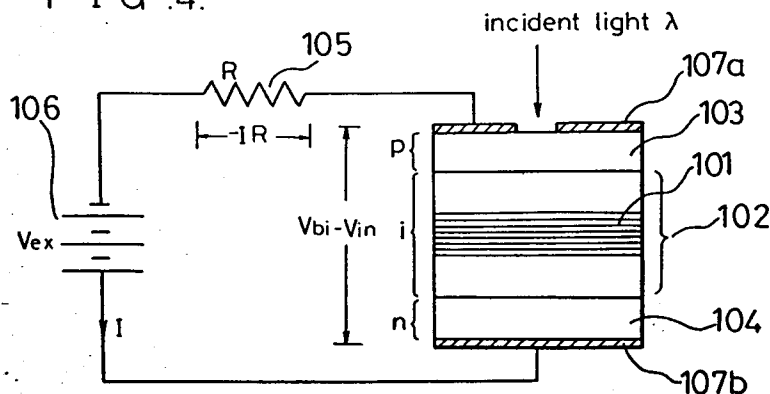 F I G .4.
incident light λ
105
R
107a
106
103
-IR
P
101
Vbi-Vin
i
102
Vex
n
104
I
107b